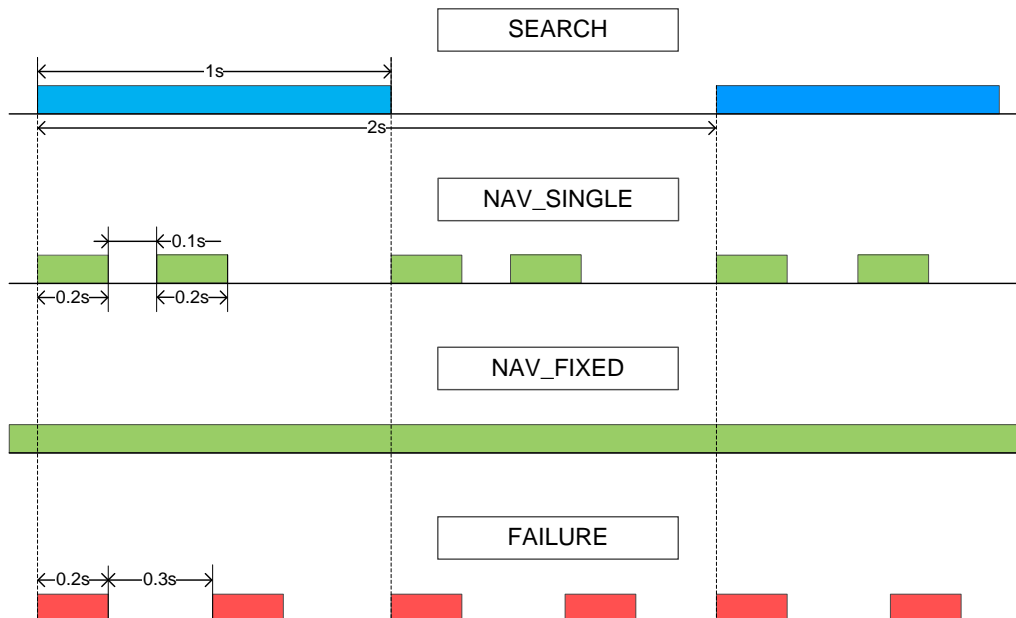 SEARCH
1s
2s
NAV_SINGLE
0.1s
0.2s
0.2s
NAV_FIXED
FAILURE
0.2s
0.3s